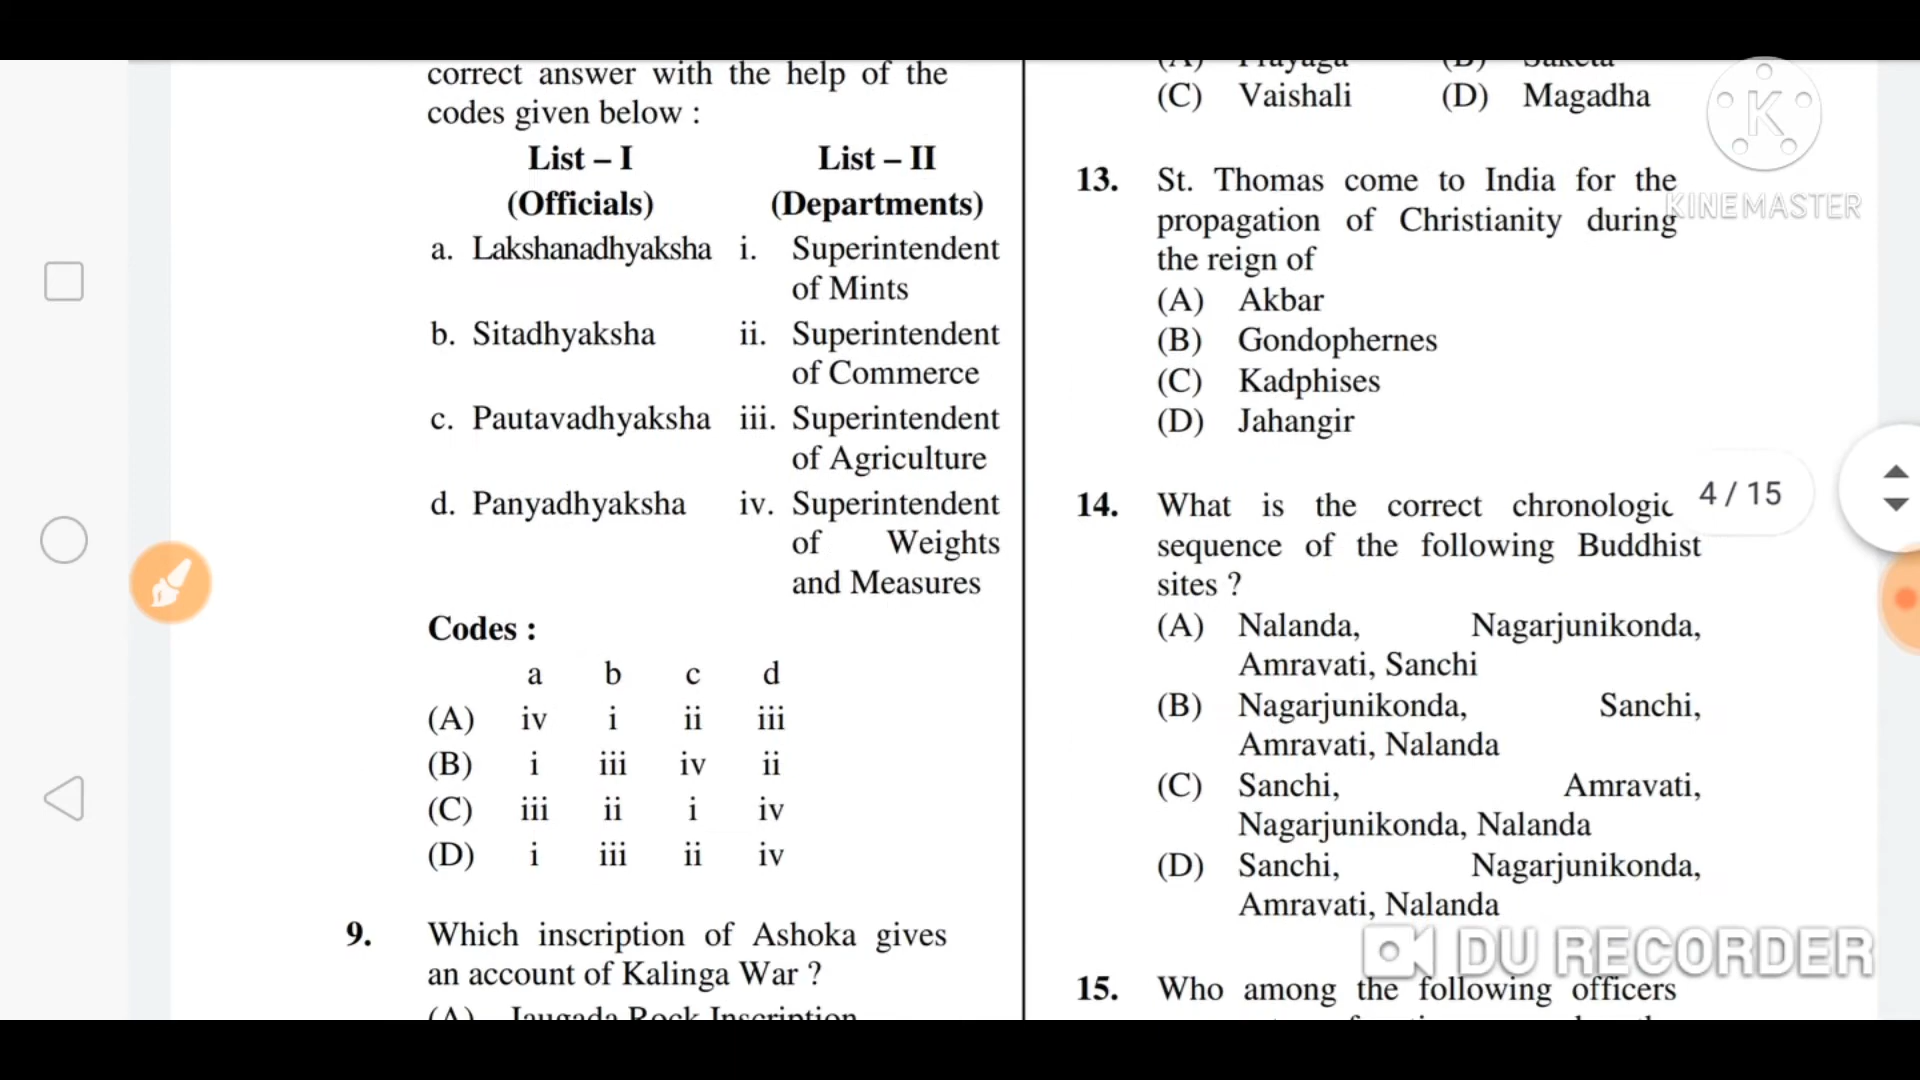 correct answer with the help of the
codes given below :
List – I List – II
(Officials) (Departments)
a. Lakshanadhyaksha i. Superintendent
of Mints
b. Sitadhyaksha ii. Superintendent
of Commerce
c. Pautavadhyaksha iii. Superintendent
of Agriculture
d. Panyadhyaksha iv. Superintendent
of Weights
and Measures
Codes :
a b c d
(A) iv i ii iii
(B) i iii iv ii
(C) iii ii i iv
(D) i iii ii iv
9. Which inscription of Ashoka gives
an account of Kalinga War ?
(A) Jaugada Rock Inscription
(A) Prayaga (B) Saketa
(C) Vaishali (D) Magadha
13. St. Thomas come to India for the
propagation of Christianity during
the reign of
(A) Akbar
(B) Gondophernes
(C) Kadphises
(D) Jahangir
14. What is the correct chronologic
sequence of the following Buddhist
sites ?
(A) Nalanda, Nagarjunikonda,
Amravati, Sanchi
(B) Nagarjunikonda, Sanchi,
Amravati, Nalanda
(C) Sanchi, Amravati,
Nagarjunikonda, Nalanda
(D) Sanchi, Nagarjunikonda,
Amravati, Nalanda
15. Who among the following officers
K
KINEMASTER
4 / 15
DU RECORDER